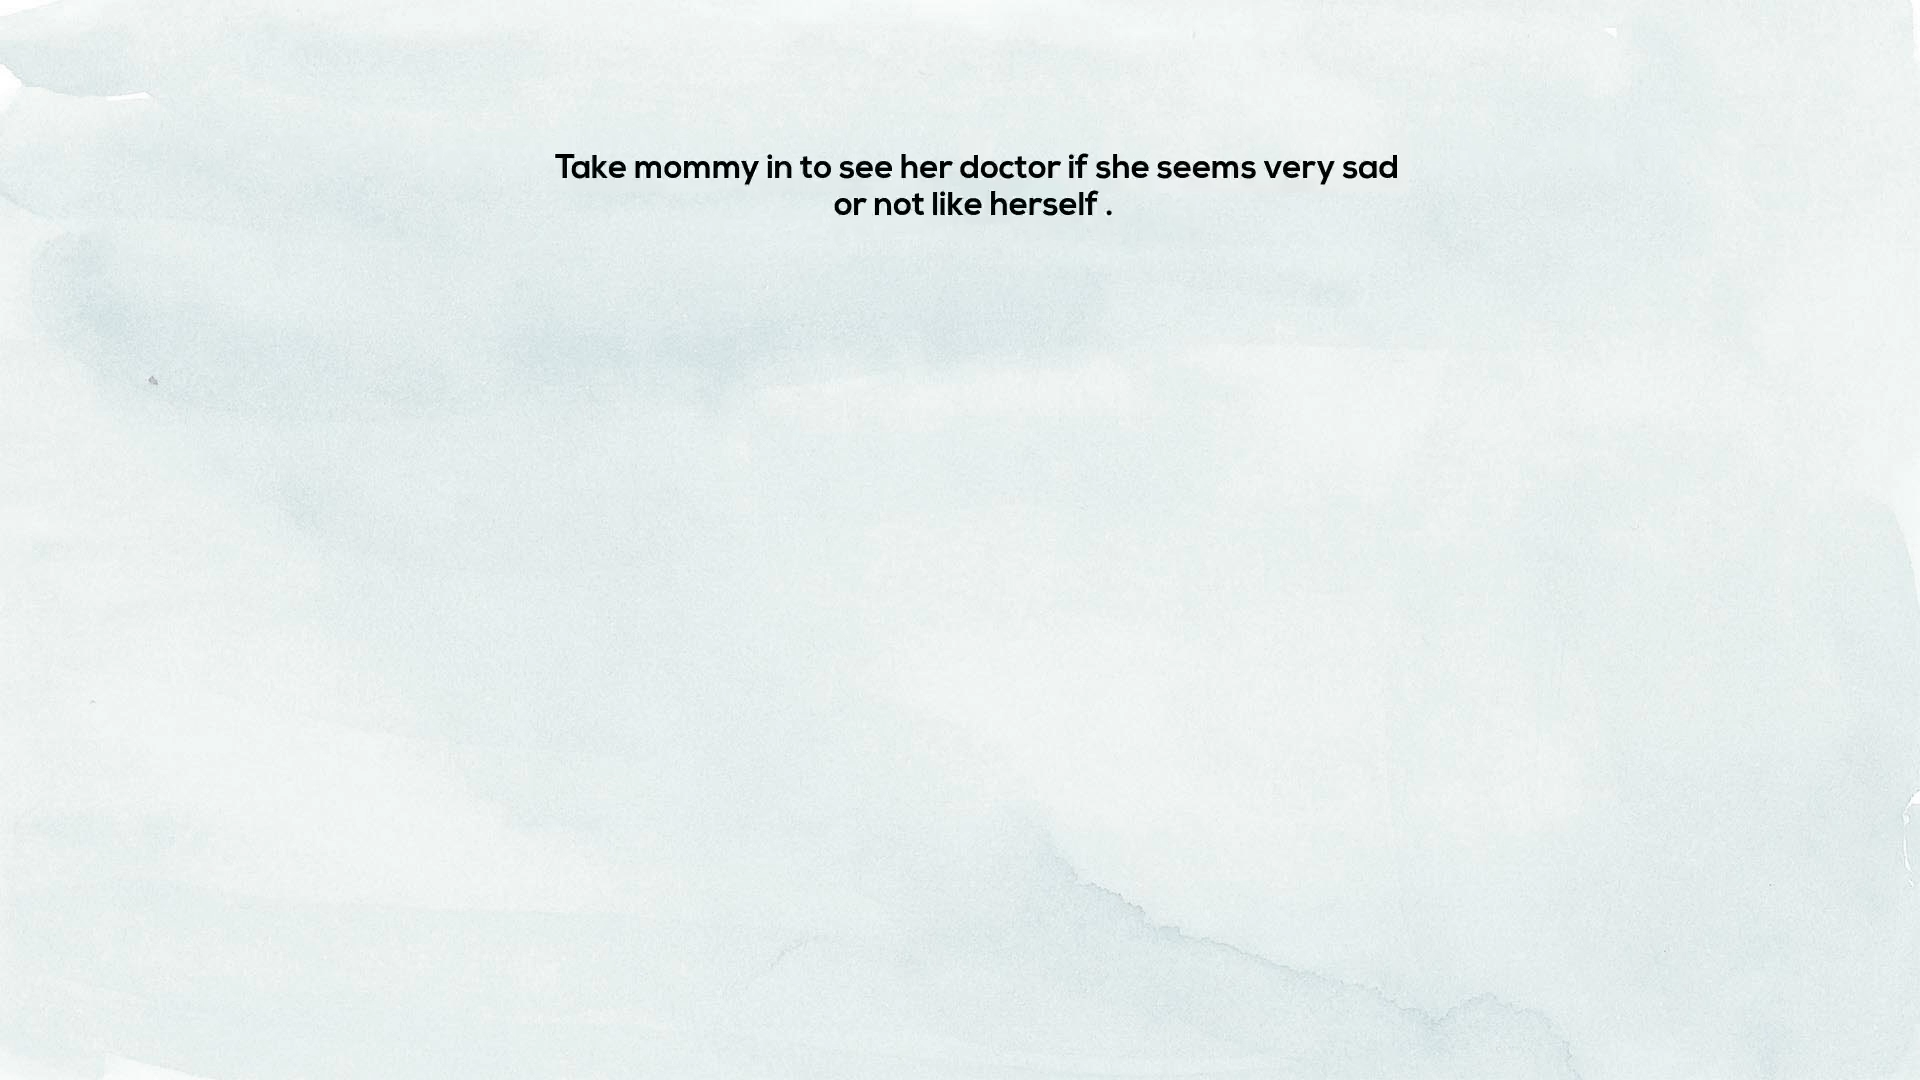 Take mommy in to see her doctor if she seems very sad
or not like herself .